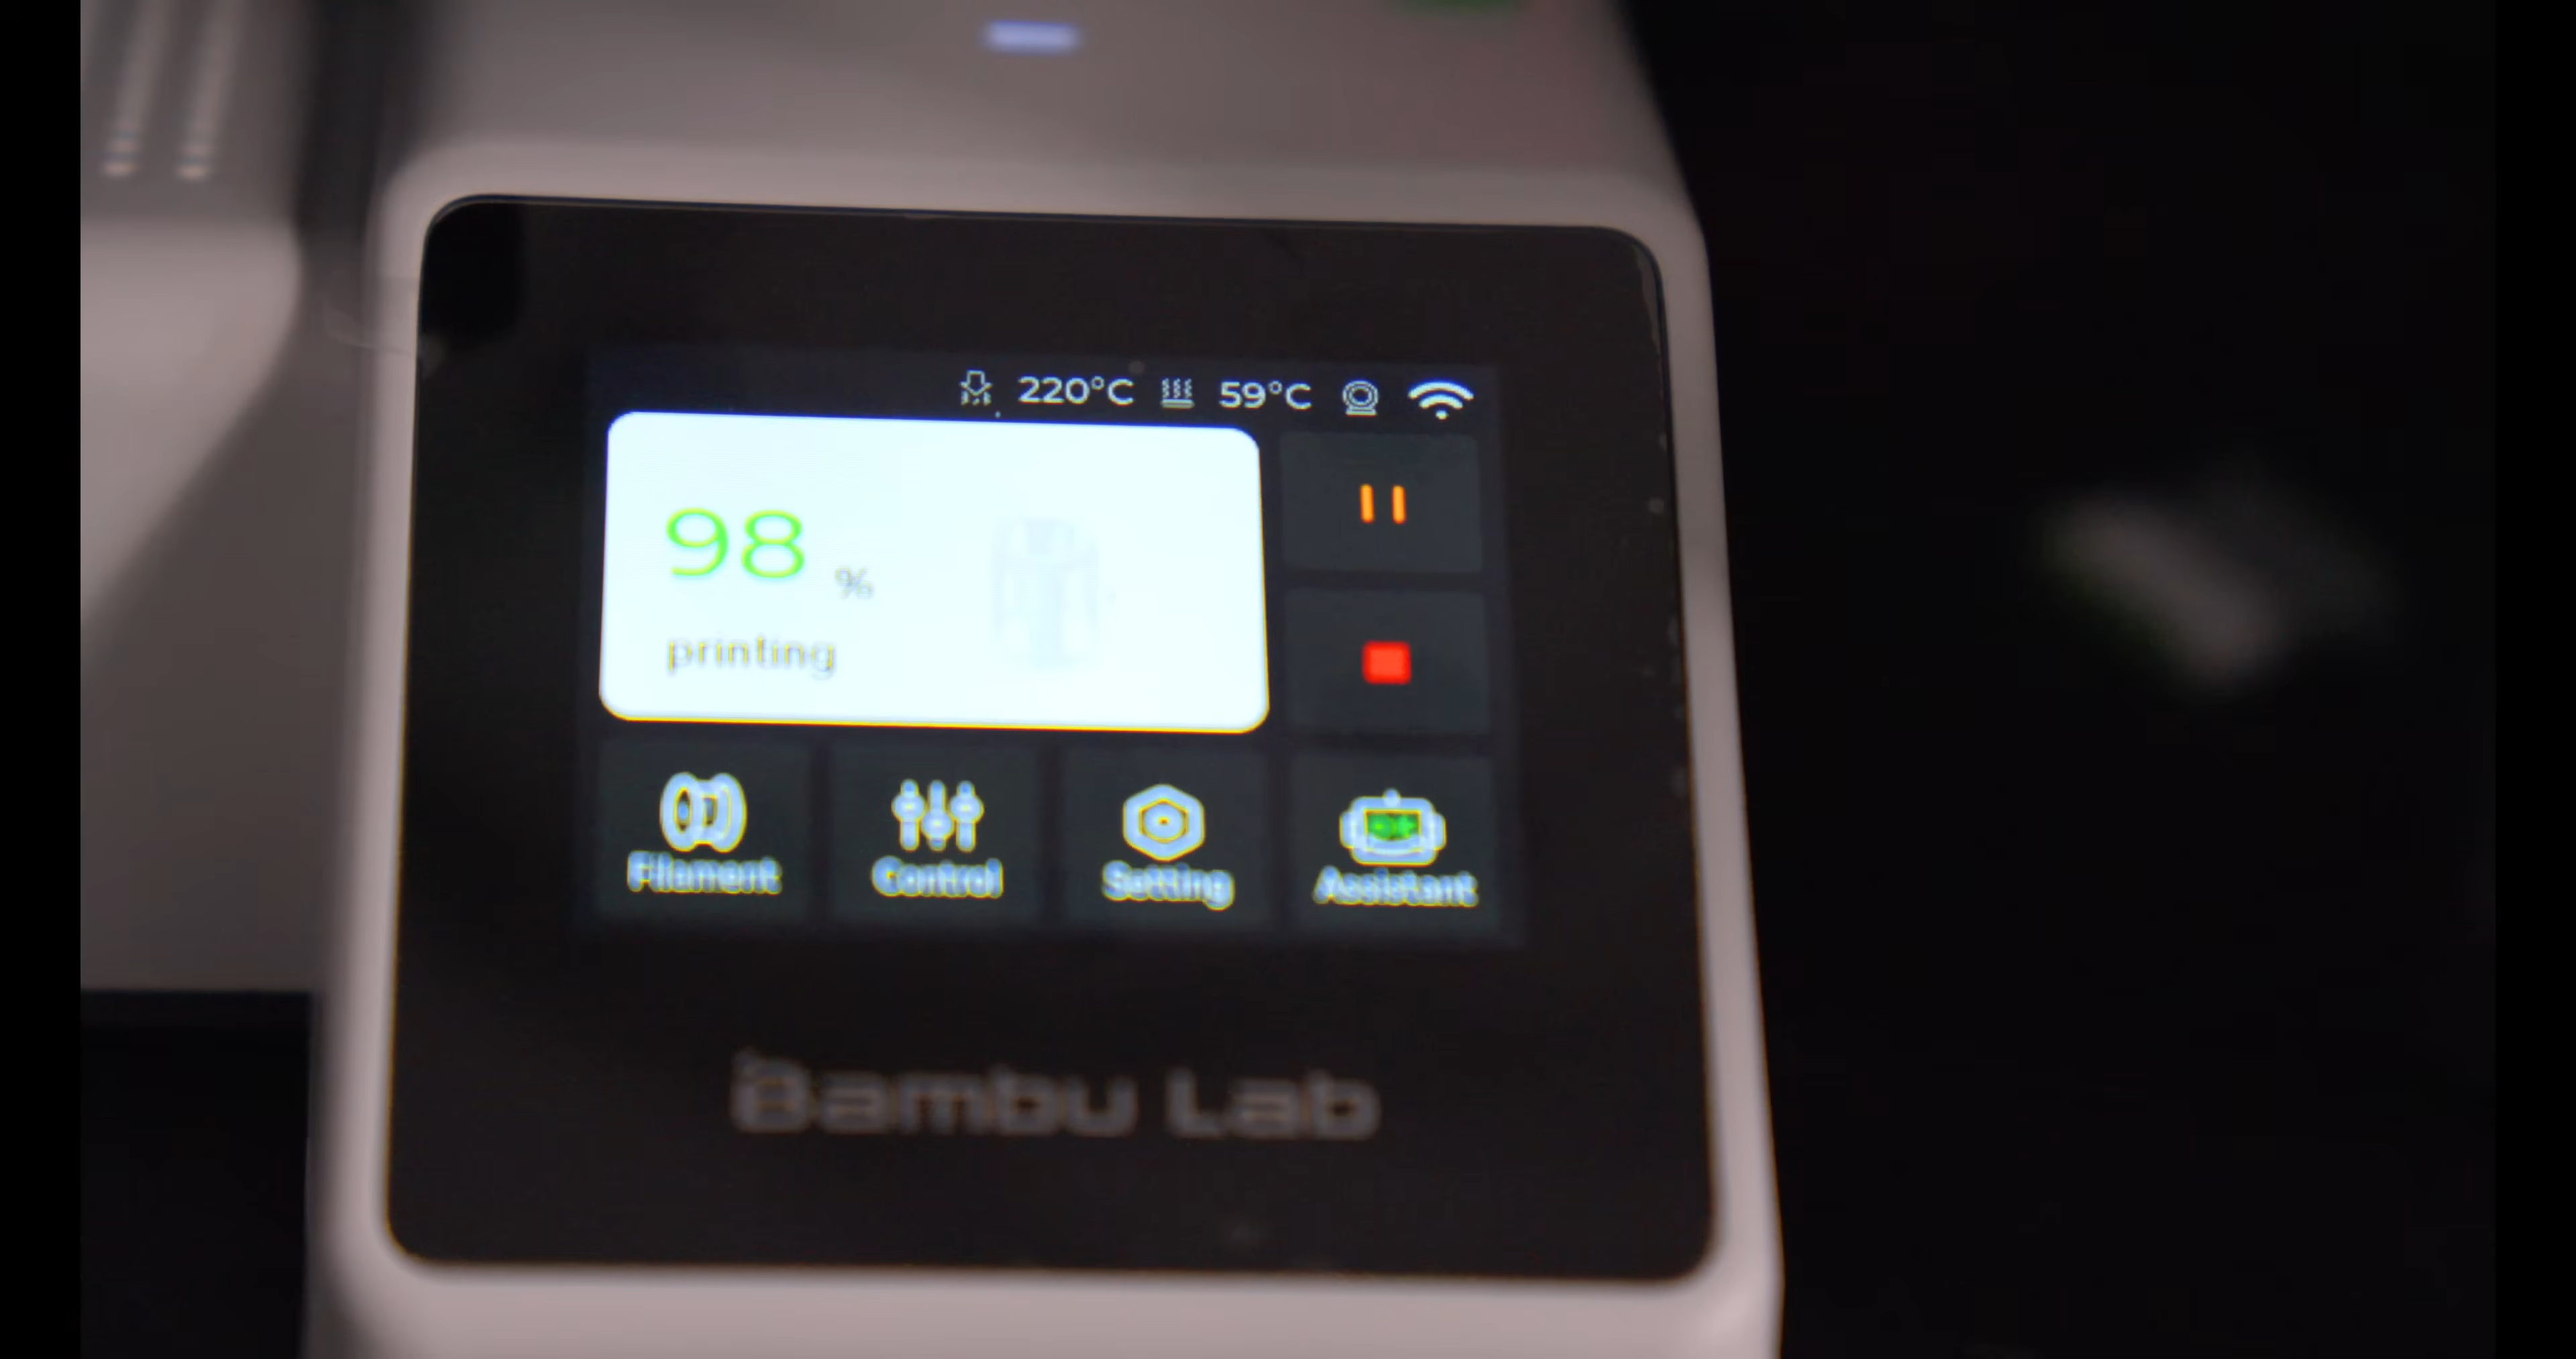 220°C 59°C
98 %
printing
Filament Control Setting Assistant
Bambu Lab